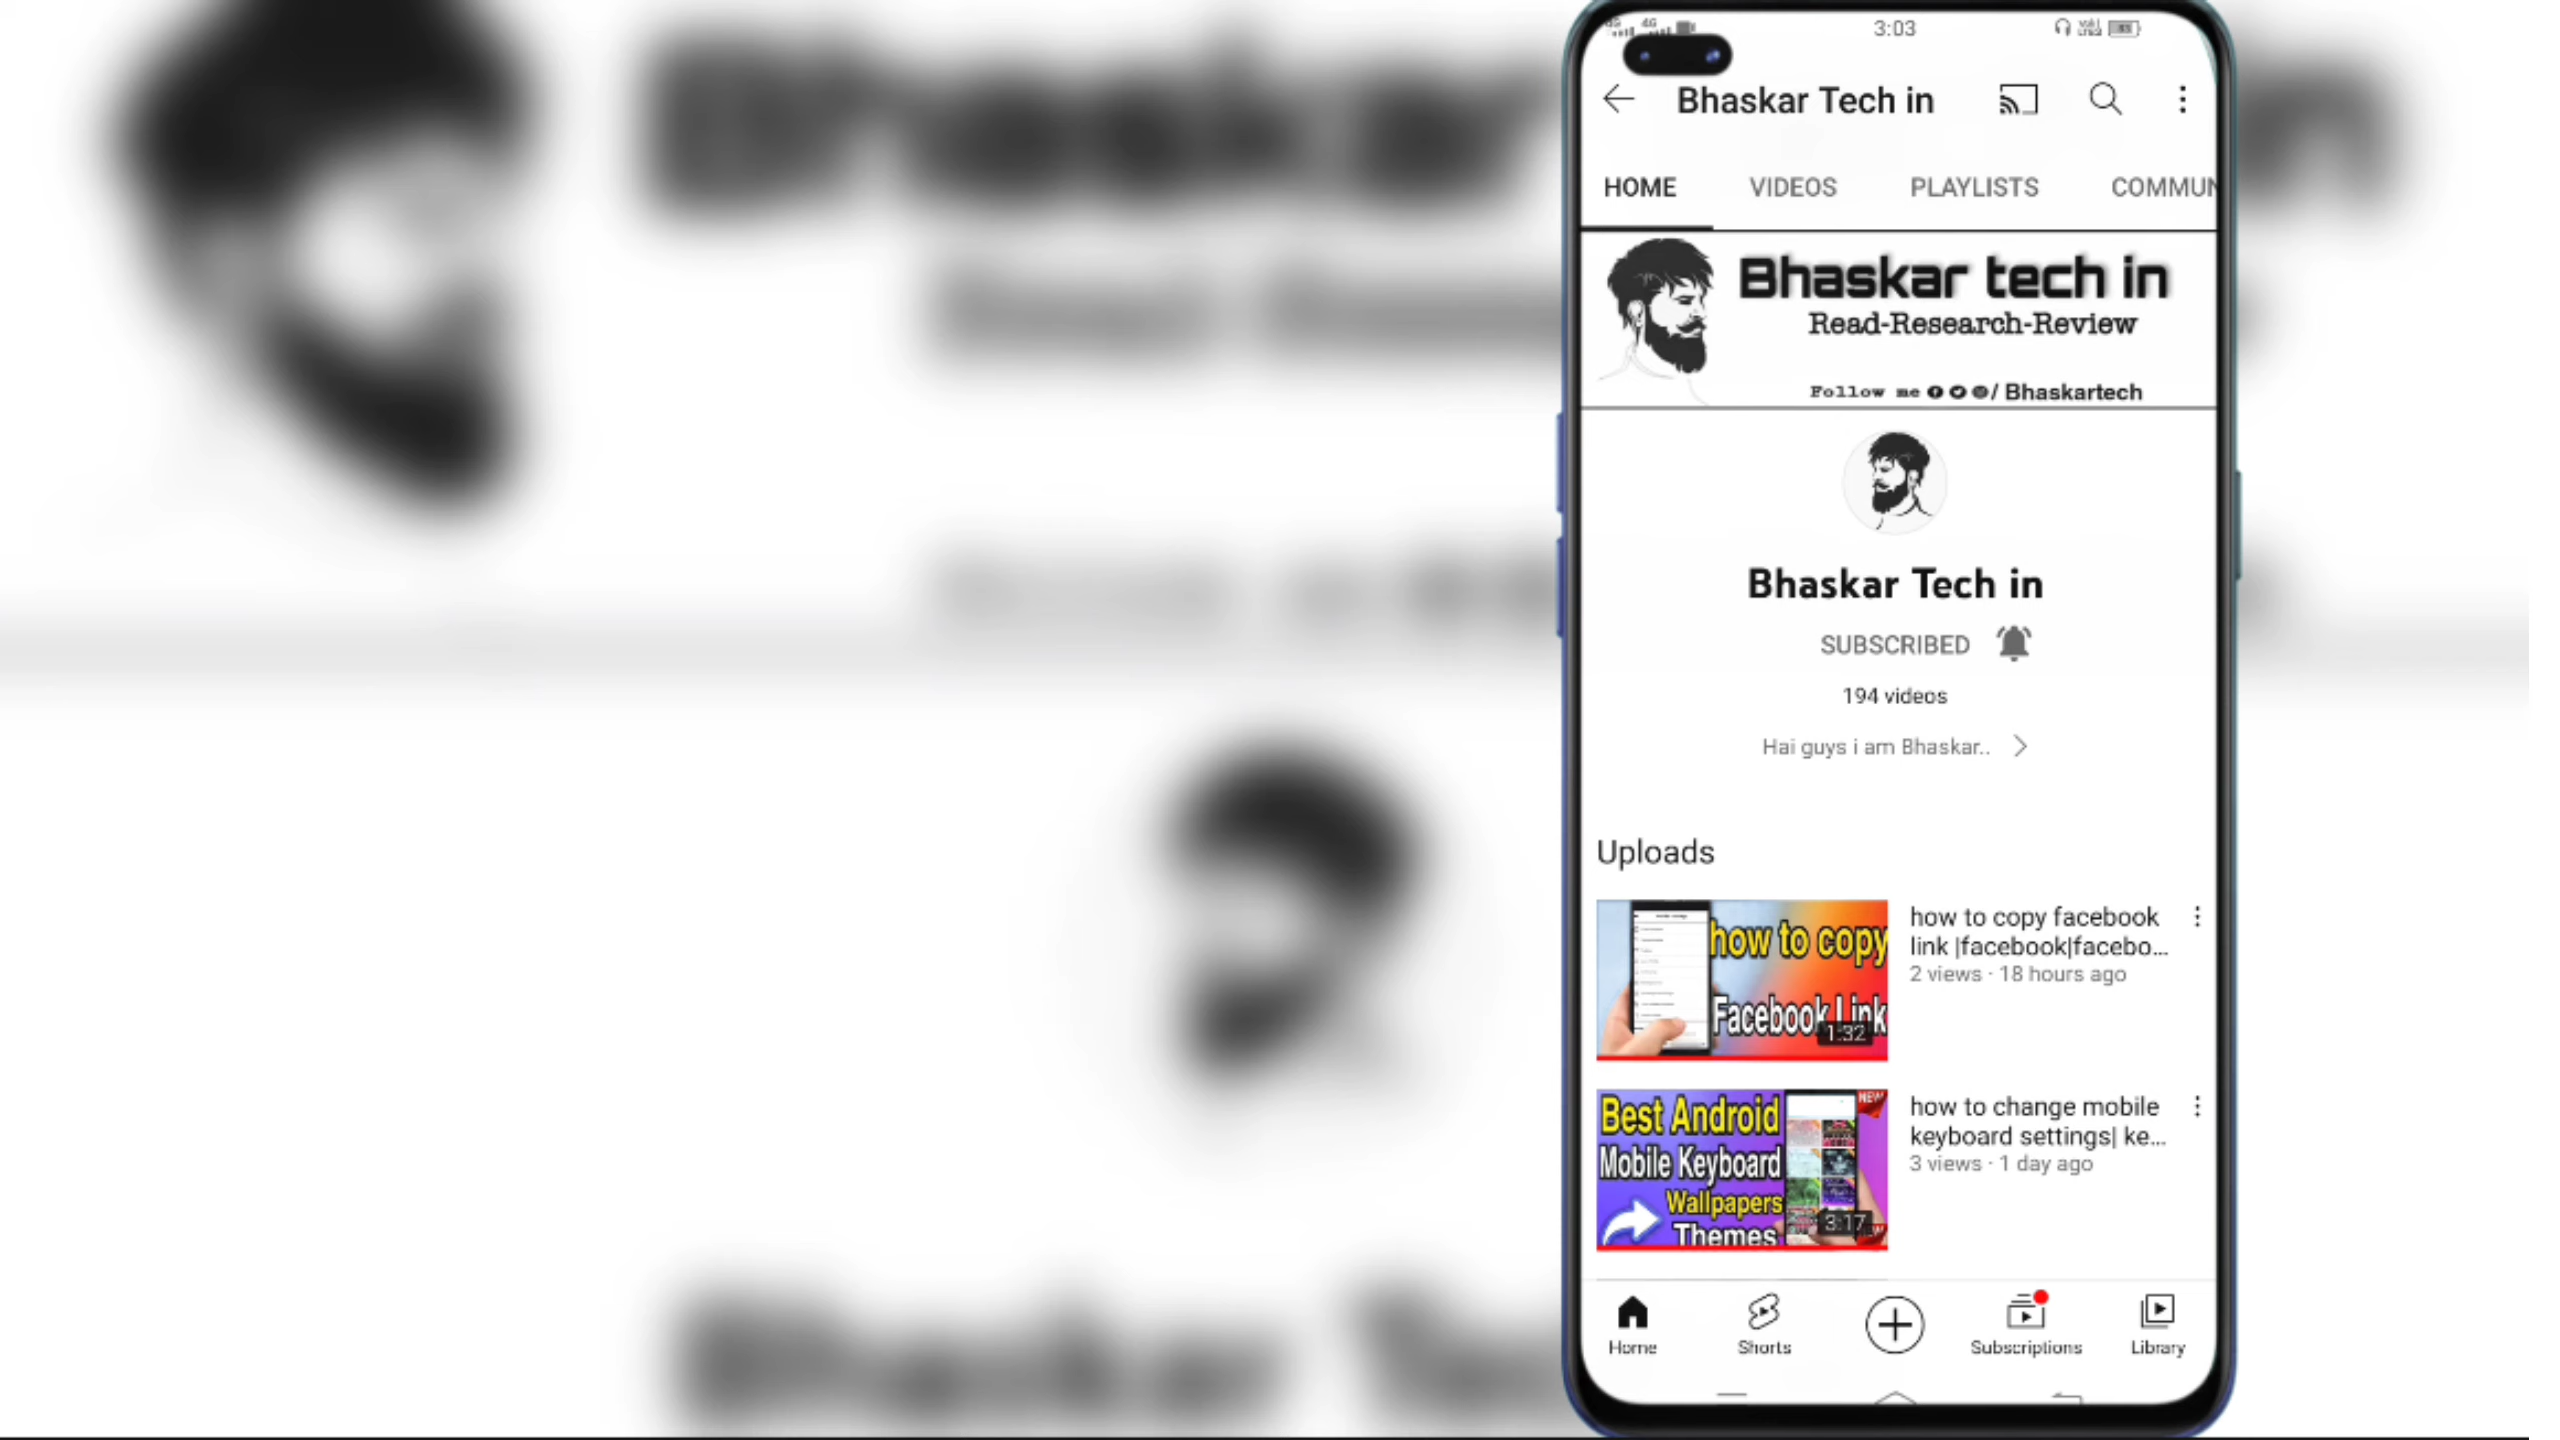 4G 4G 3:03
Bhaskar Tech in
HOME VIDEOS PLAYLISTS COMMUN
Bhaskar tech in
Read-Research-Review
Follow me / Bhaskartech
Bhaskar Tech in
SUBSCRIBED
194 videos
Hai guys i am Bhaskar..
Uploads
how to copy
Facebook Link
1:32
how to copy facebook
link |facebook|facebo...
2 views · 18 hours ago
Best Android
Mobile Keyboard
Wallpapers
Themes
NEW
3:17
how to change mobile
keyboard settings| ke...
3 views · 1 day ago
Home Shorts Subscriptions Library